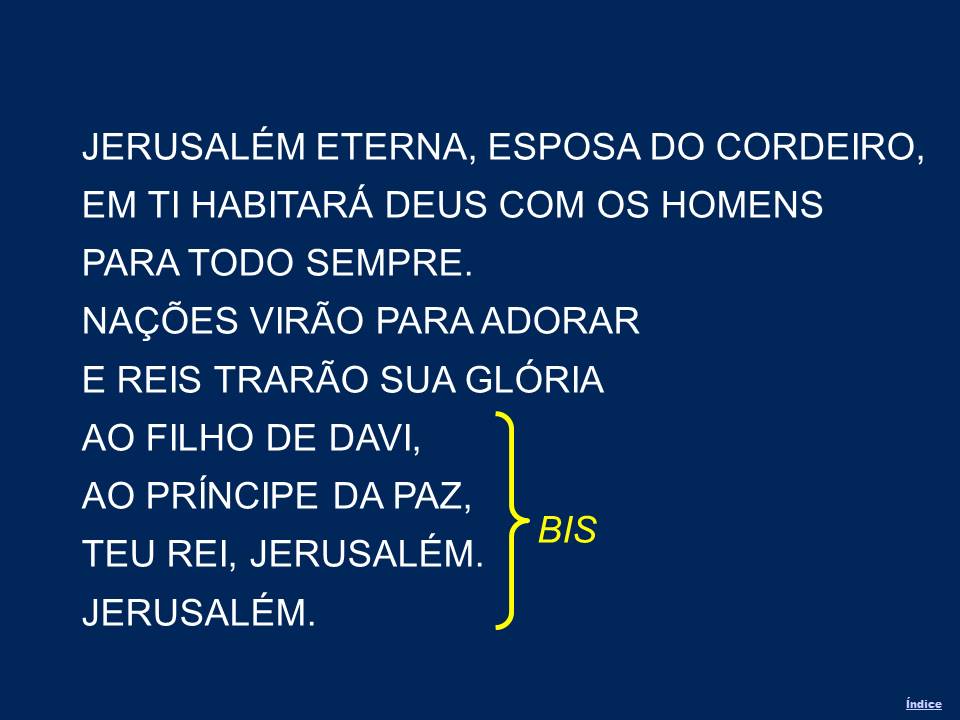 JERUSALÉM ETERNA, ESPOSA DO CORDEIRO,
EM TI HABITARÁ DEUS COM OS HOMENS
PARA TODO SEMPRE.
NAÇÕES VIRÃO PARA ADORAR
E REIS TRARÃO SUA GLÓRIA
AO FILHO DE DAVI,
AO PRÍNCIPE DA PAZ,
BIS
TEU REI, JERUSALÉM.
JERUSALÉM.
Índice